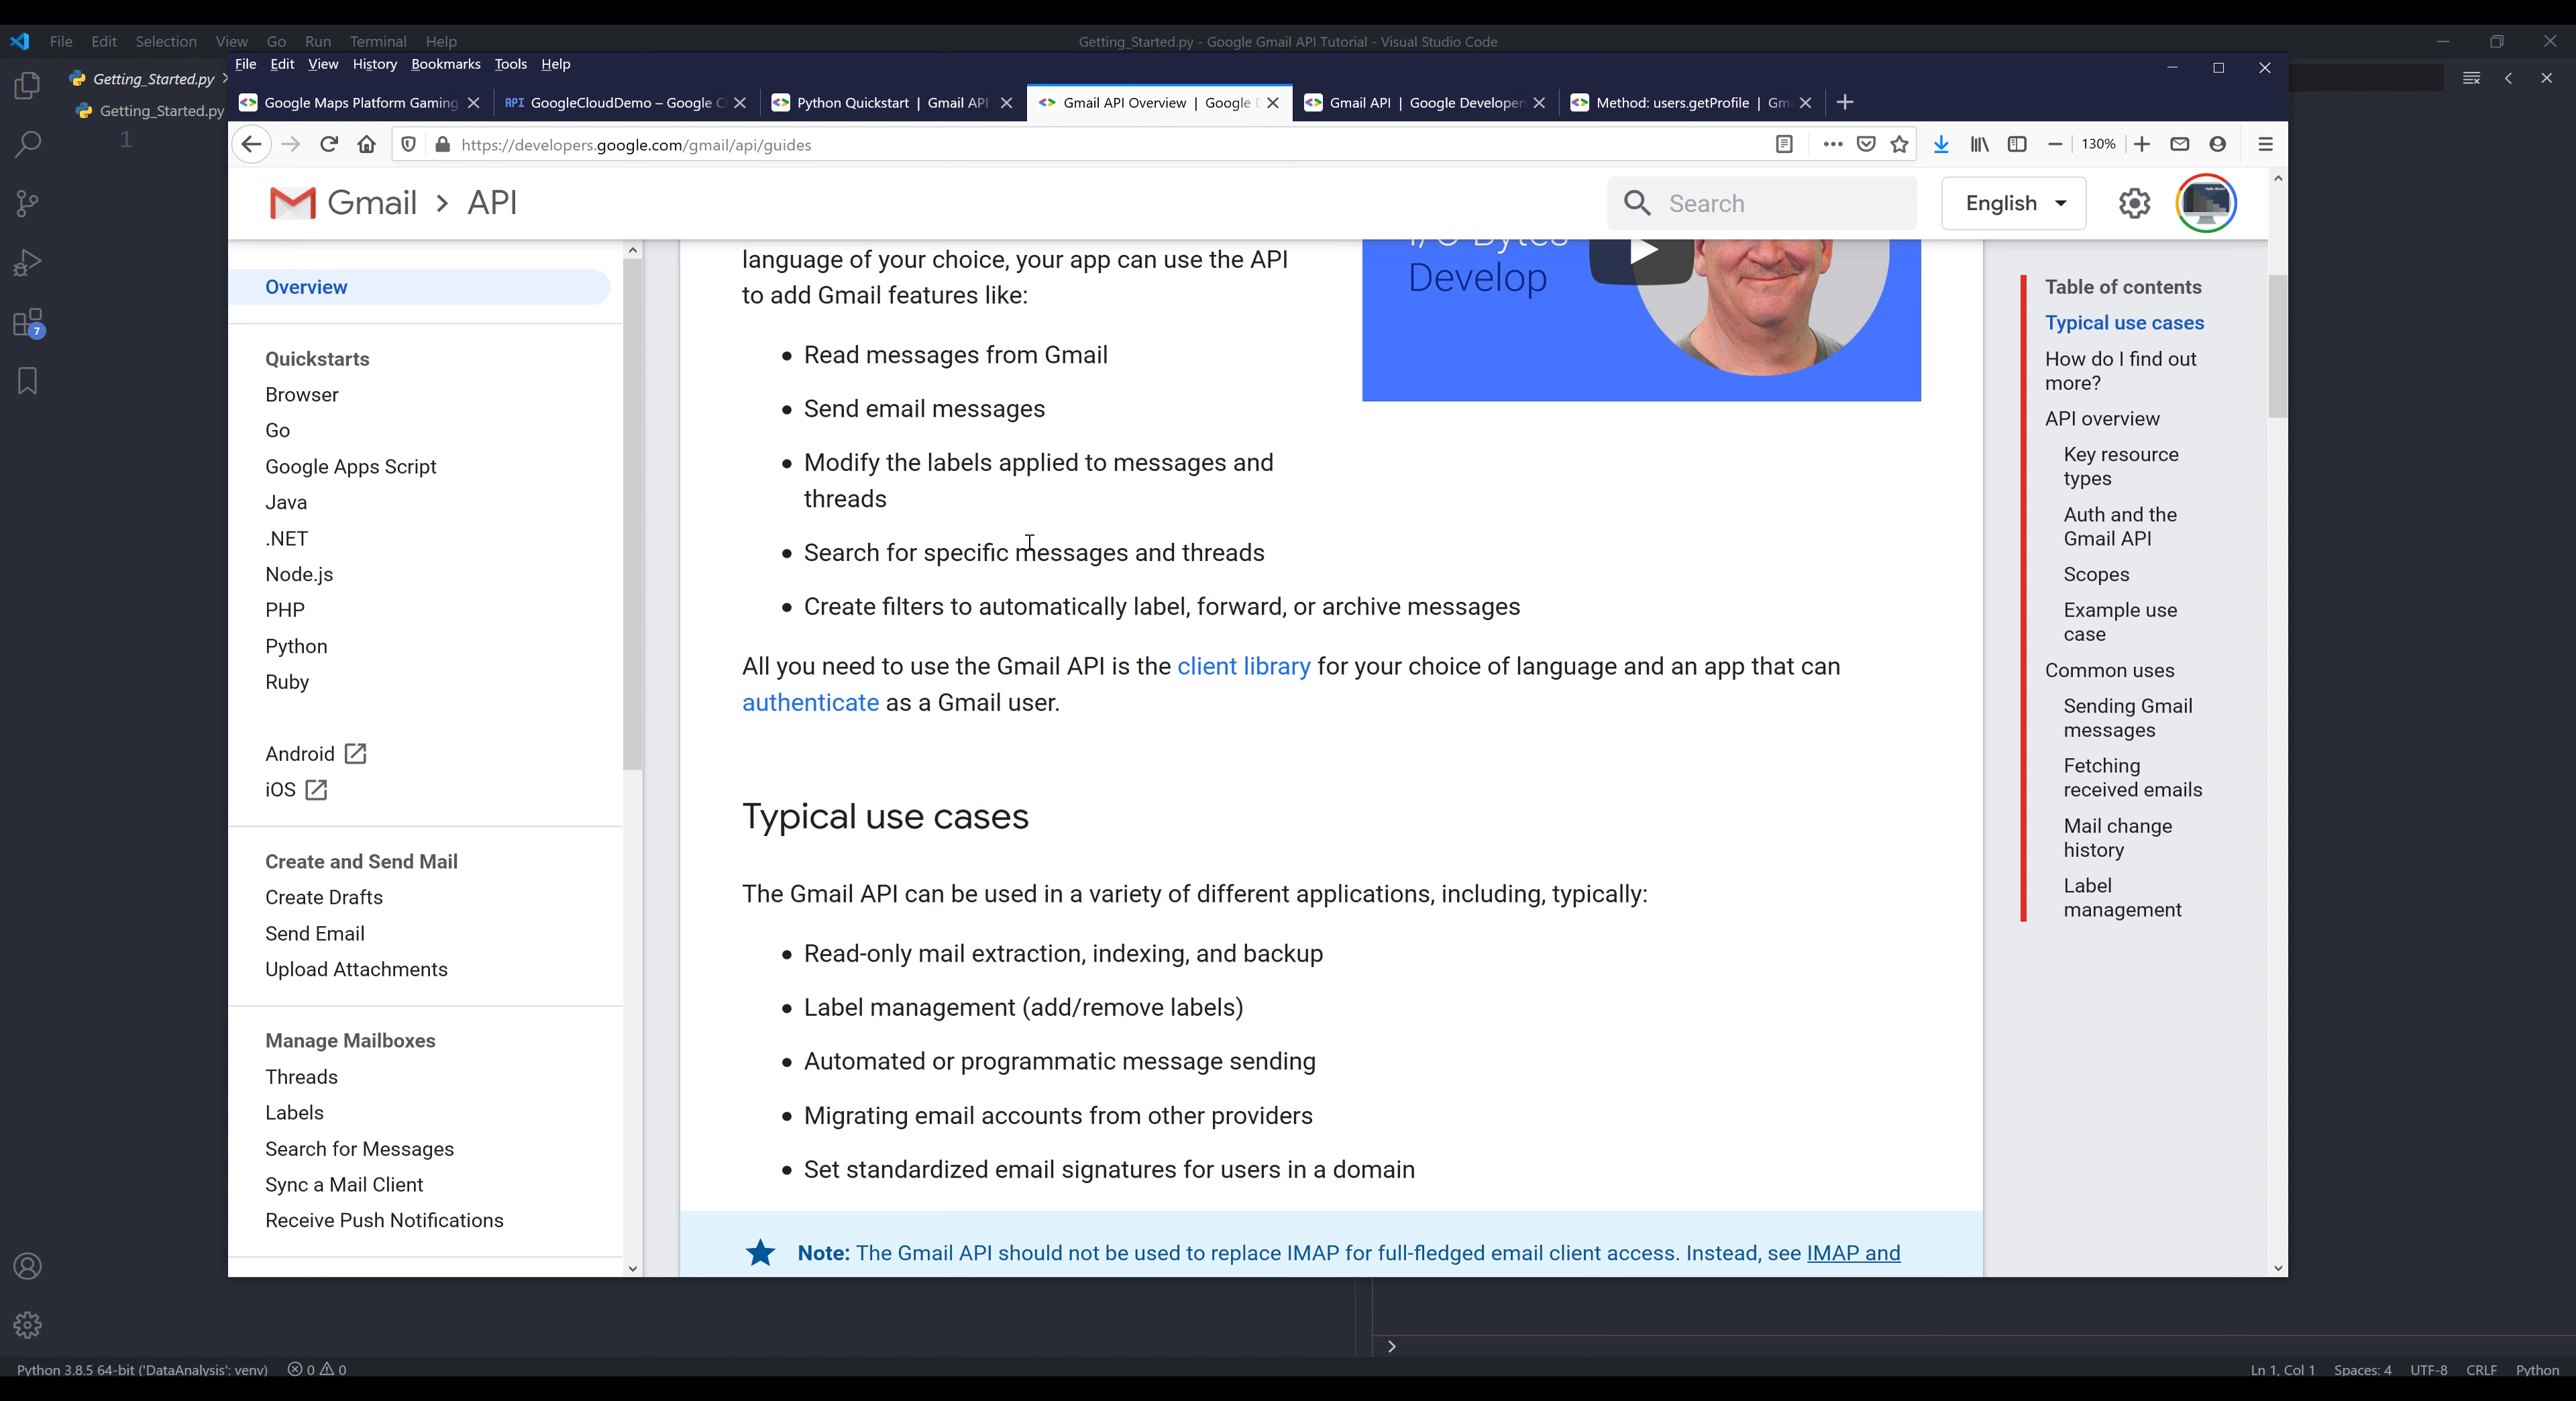 File Edit Selection View Go Run Terminal Help
Getting_Started.py - Google Gmail API Tutorial - Visual Studio Code
Getting_Started.py
Getting_Started.py
1
7
File Edit View History Bookmarks Tools Help
Google Maps Platform Gaming
API GoogleCloudDemo – Google
Python Quickstart | Gmail API
Gmail API Overview | Google
Gmail API | Google Developer
Method: users.getProfile |
https://developers.google.com/gmail/api/guides
130%
Gmail > API
Search
English
Overview
Quickstarts
Browser
Go
Google Apps Script
Java
.NET
Node.js
PHP
Python
Ruby
Android
iOS
Create and Send Mail
Create Drafts
Send Email
Upload Attachments
Manage Mailboxes
Threads
Labels
Search for Messages
Sync a Mail Client
Receive Push Notifications
language of your choice, your app can use the API
to add Gmail features like:
• Read messages from Gmail
• Send email messages
• Modify the labels applied to messages and
threads
• Search for specific messages and threads
• Create filters to automatically label, forward, or archive messages
I/O Bytes
Develop
All you need to use the Gmail API is the client library for your choice of language and an app that can
authenticate as a Gmail user.
Typical use cases
The Gmail API can be used in a variety of different applications, including, typically:
• Read-only mail extraction, indexing, and backup
• Label management (add/remove labels)
• Automated or programmatic message sending
• Migrating email accounts from other providers
• Set standardized email signatures for users in a domain
Note: The Gmail API should not be used to replace IMAP for full-fledged email client access. Instead, see IMAP and
Table of contents
Typical use cases
How do I find out
more?
API overview
Key resource
types
Auth and the
Gmail API
Scopes
Example use
case
Common uses
Sending Gmail
messages
Fetching
received emails
Mail change
history
Label
management
Python 3.8.5 64-bit ('DataAnalysis': venv) 0 0
Ln 1, Col 1 Spaces: 4 UTF-8 CRLF Python